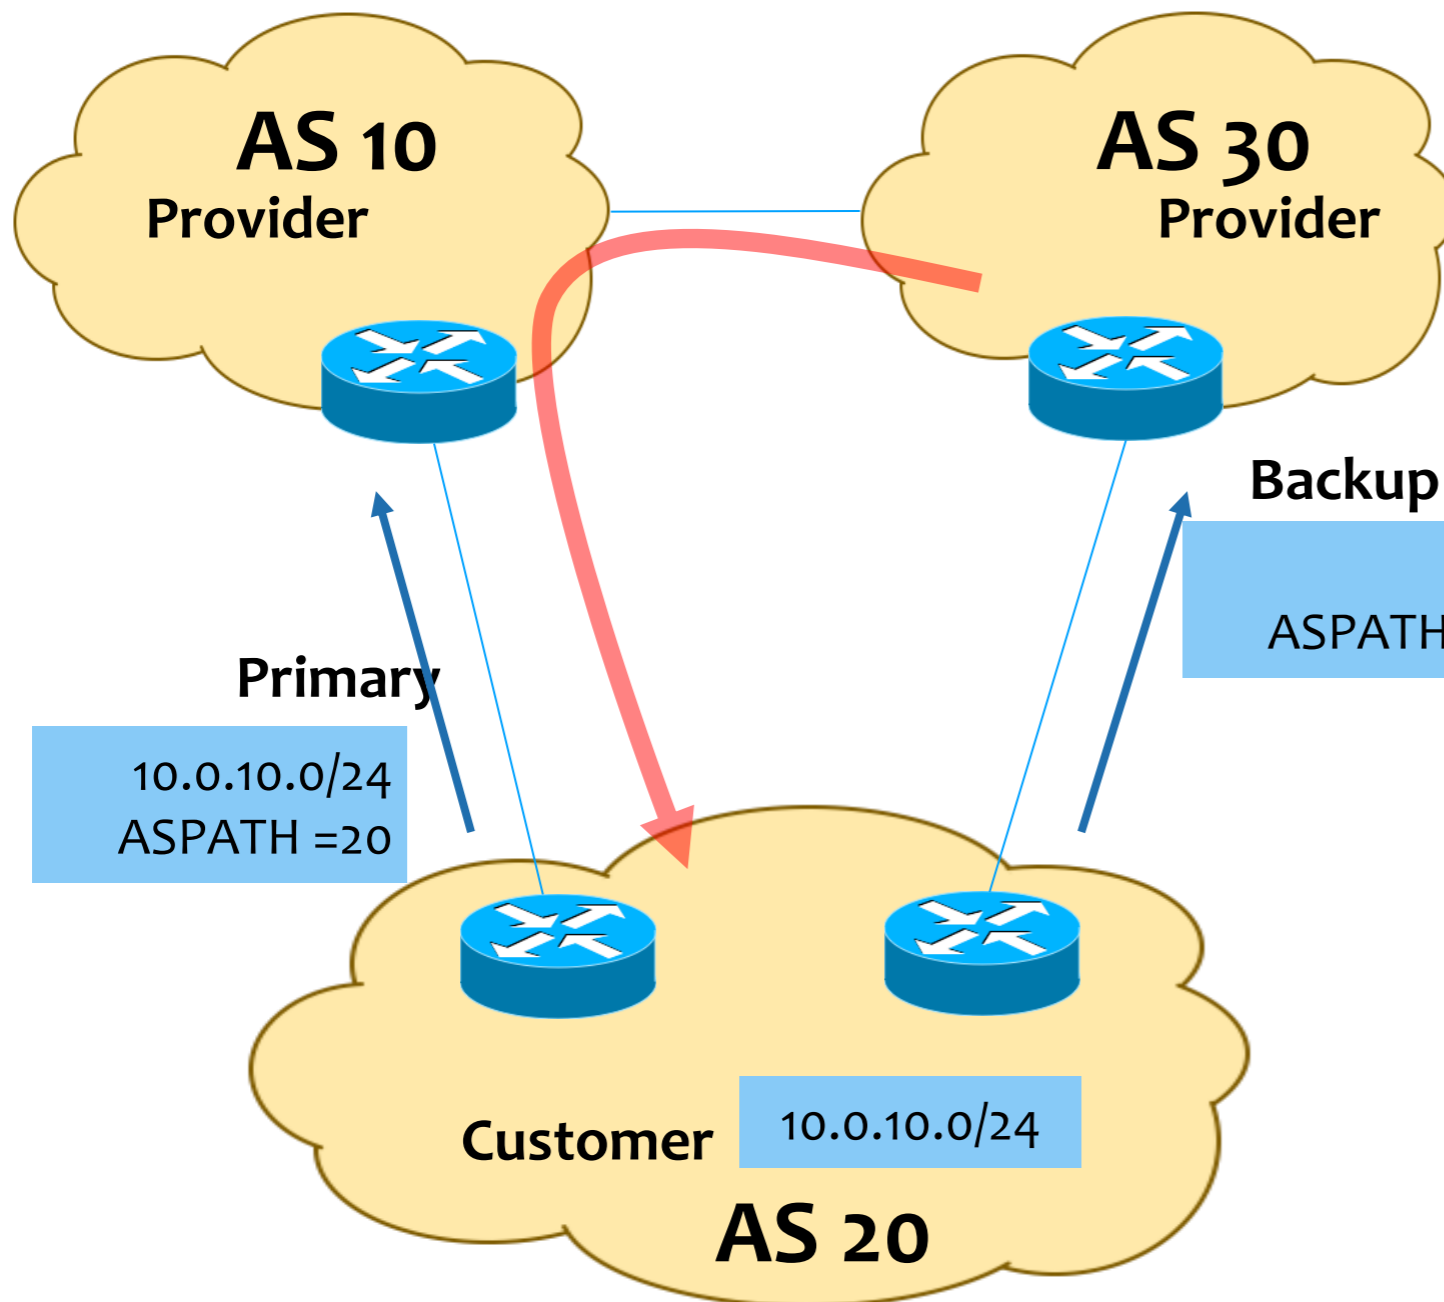 AS 10
Provider
AS 30
Provider
Backup
ASPATH
Primary
10.0.10.0/24
ASPATH =20
Customer
10.0.10.0/24
AS 20